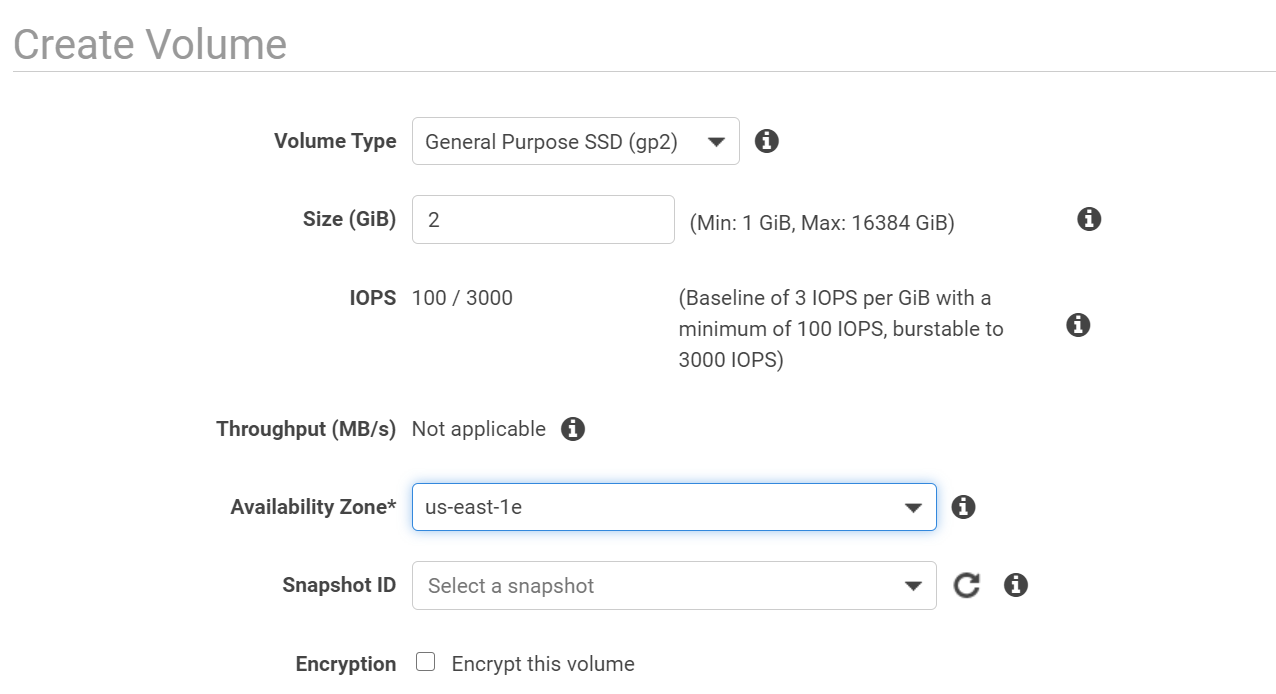 Create Volume
Volume Type General Purpose SSD (gp2)
Size (GiB) 2 (Min: 1 GiB, Max: 16384 GiB)
IOPS 100 / 3000 (Baseline of 3 IOPS per GiB with a
minimum of 100 IOPS, burstable to
3000 IOPS)
Throughput (MB/s) Not applicable
Availability Zone* us-east-1e
Snapshot ID Select a snapshot
Encryption Encrypt this volume